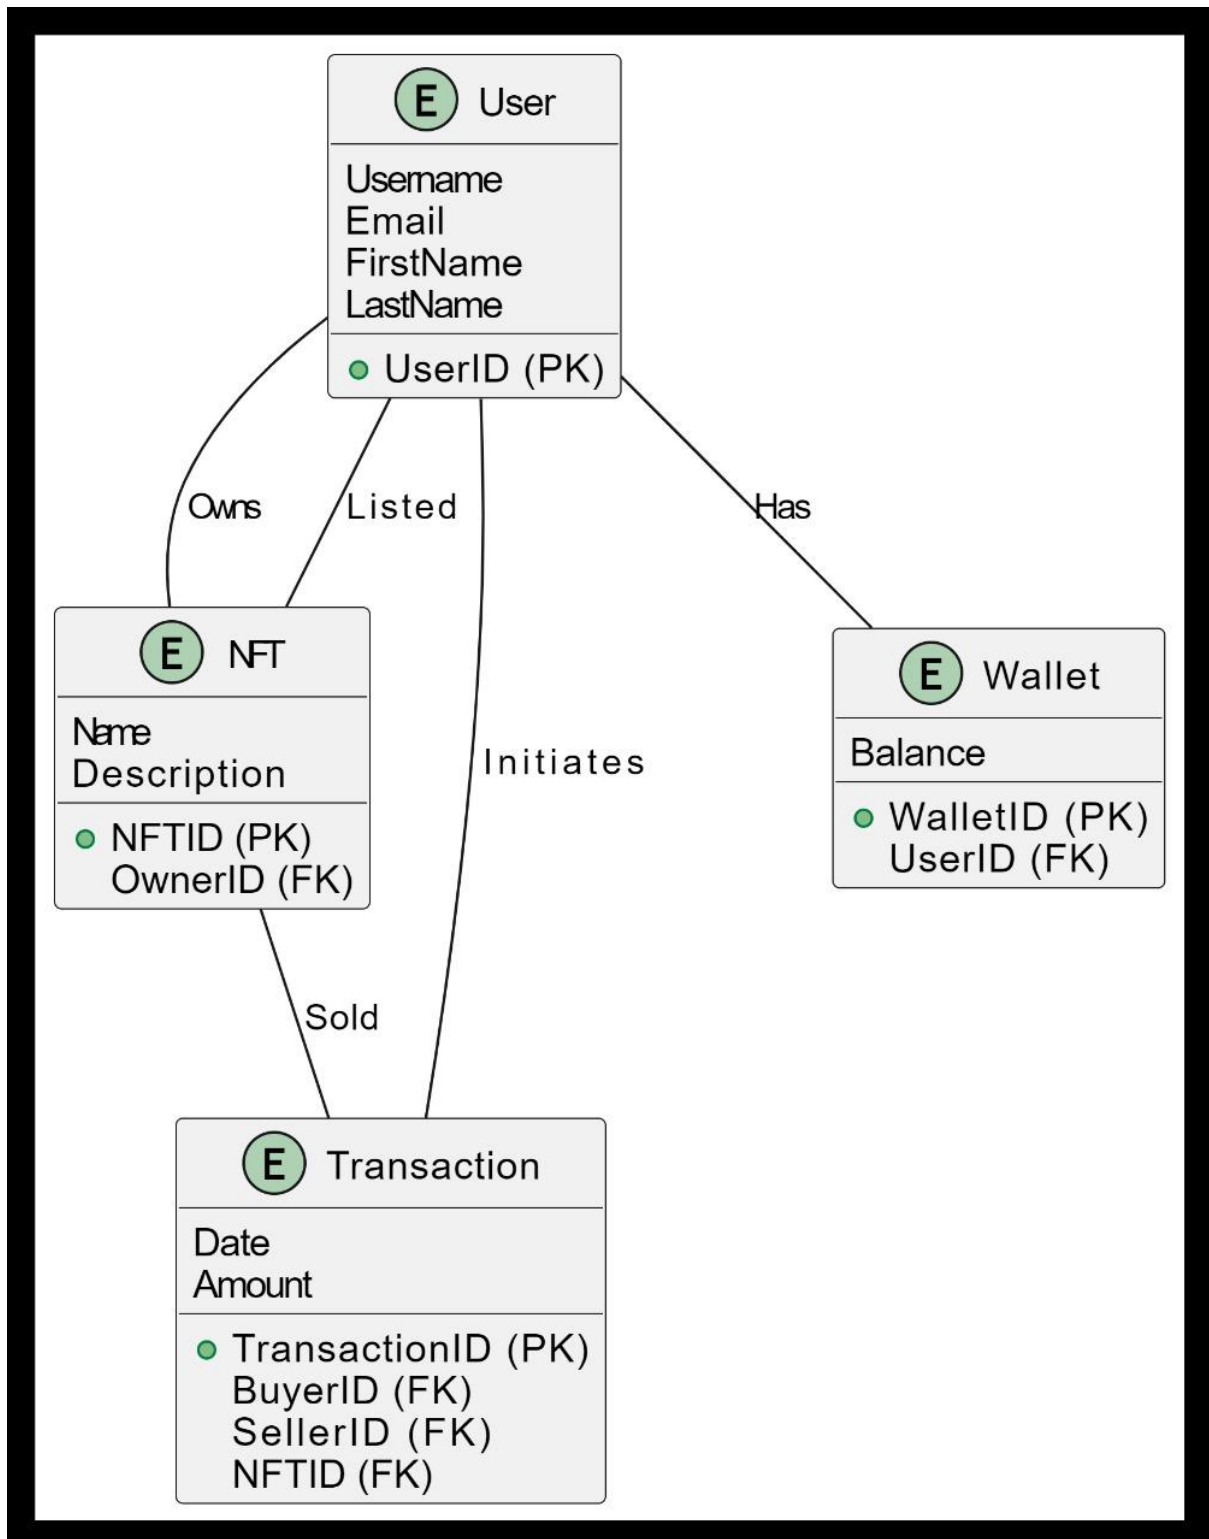 E User
Username
Email
FirstName
LastName
UserID (PK)
Owns
Listed
Has
E NFT
Name
Description
NFTID (PK)
OwnerID (FK)
E Wallet
Balance
WalletID (PK)
UserID (FK)
Initiates
Sold
E Transaction
Date
Amount
TransactionID (PK)
BuyerID (FK)
SellerID (FK)
NFTID (FK)